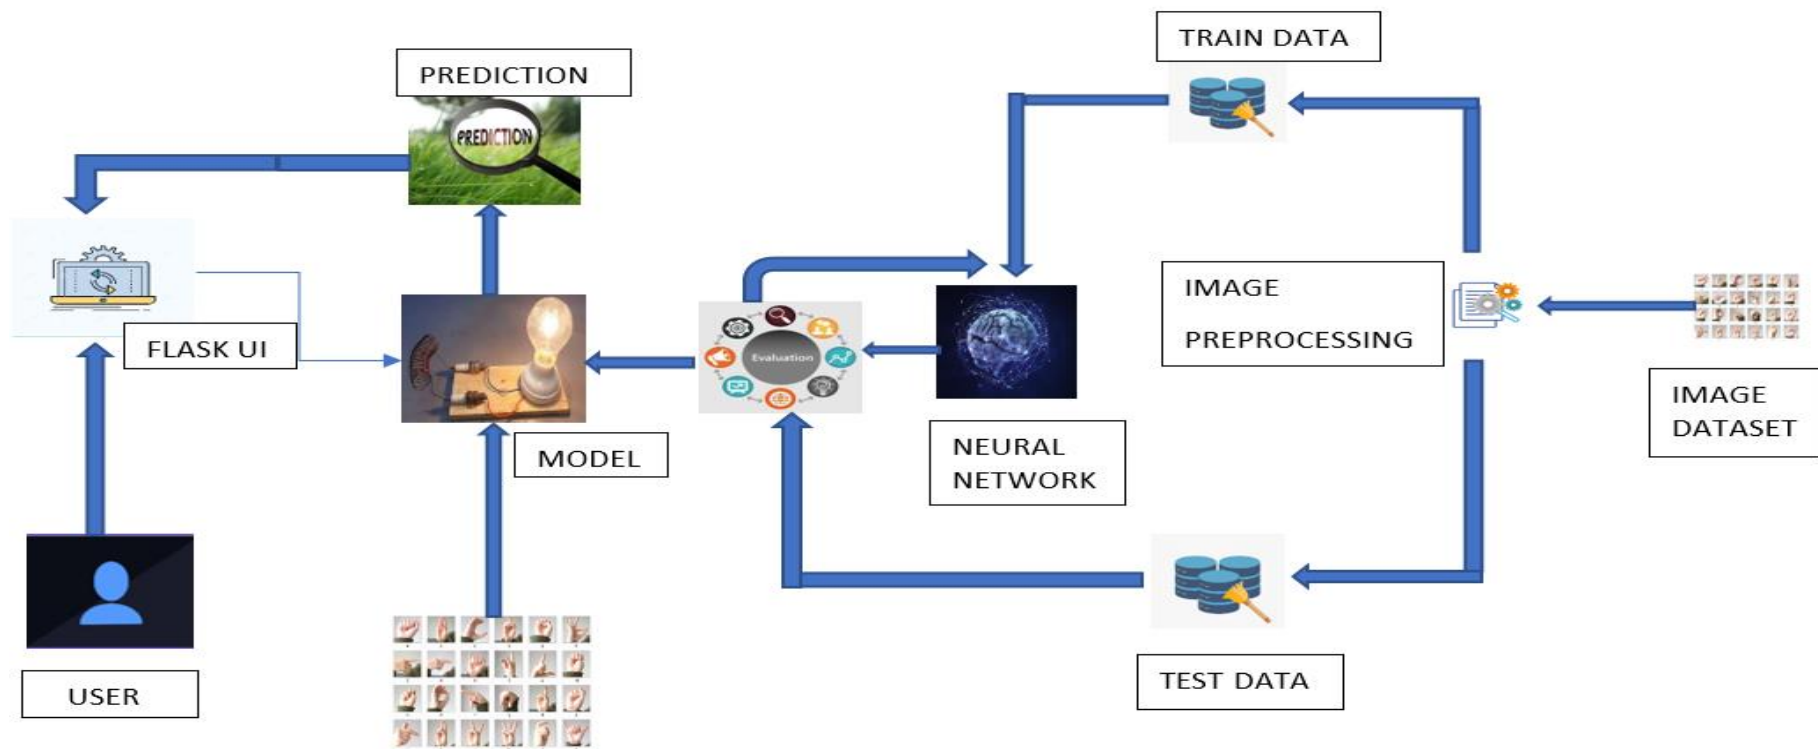 TRAIN DATA
PREDICTION
PREDICTION
IMAGE
PREPROCESSING
FLASK UI
Evaluation
IMAGE
DATASET
MODEL
NEURAL
NETWORK
USER
TEST DATA